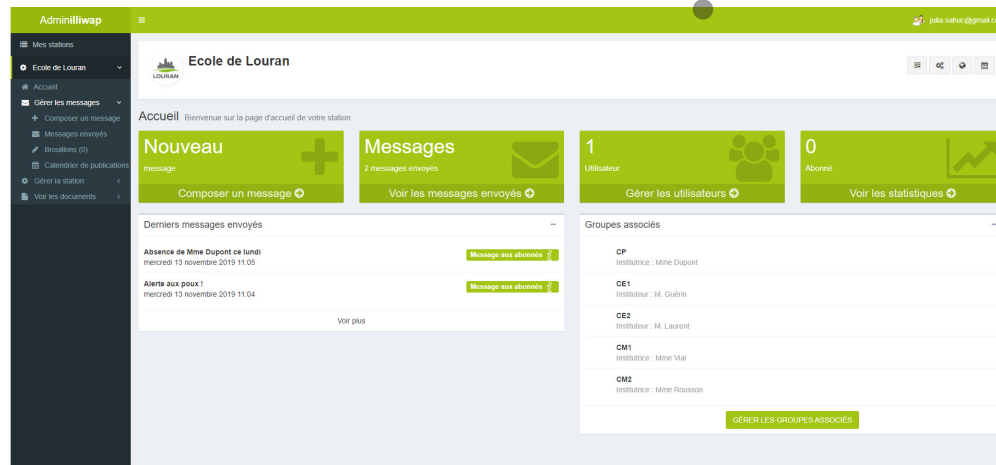 Adminilliwap
julia.sahuc@gmail.co
Mes stations
Ecole de Louran
Accueil
Gérer les messages
Composer un message
Messages envoyés
Brouillons (0)
Calendrier de publications
Gérer la station
Voir les documents
LOURAN
Ecole de Louran
Accueil Bienvenue sur la page d'accueil de votre station
Nouveau
message
Composer un message
Messages
2 messages envoyés
Voir les messages envoyés
1
Utilisateur
Gérer les utilisateurs
0
Abonné
Voir les statistiques
Derniers messages envoyés
Absence de Mme Dupont ce lundi
mercredi 13 novembre 2019 11:05
Message aux abonnés
Alerte aux poux !
mercredi 13 novembre 2019 11:04
Message aux abonnés
Voir plus
Groupes associés
CP
Institutrice : Mme Dupont
CE1
Instituteur : M. Guérin
CE2
Instituteur : M. Laurent
CM1
Institutrice : Mme Vial
CM2
Institutrice : Mme Rousson
GÉRER LES GROUPES ASSOCIÉS